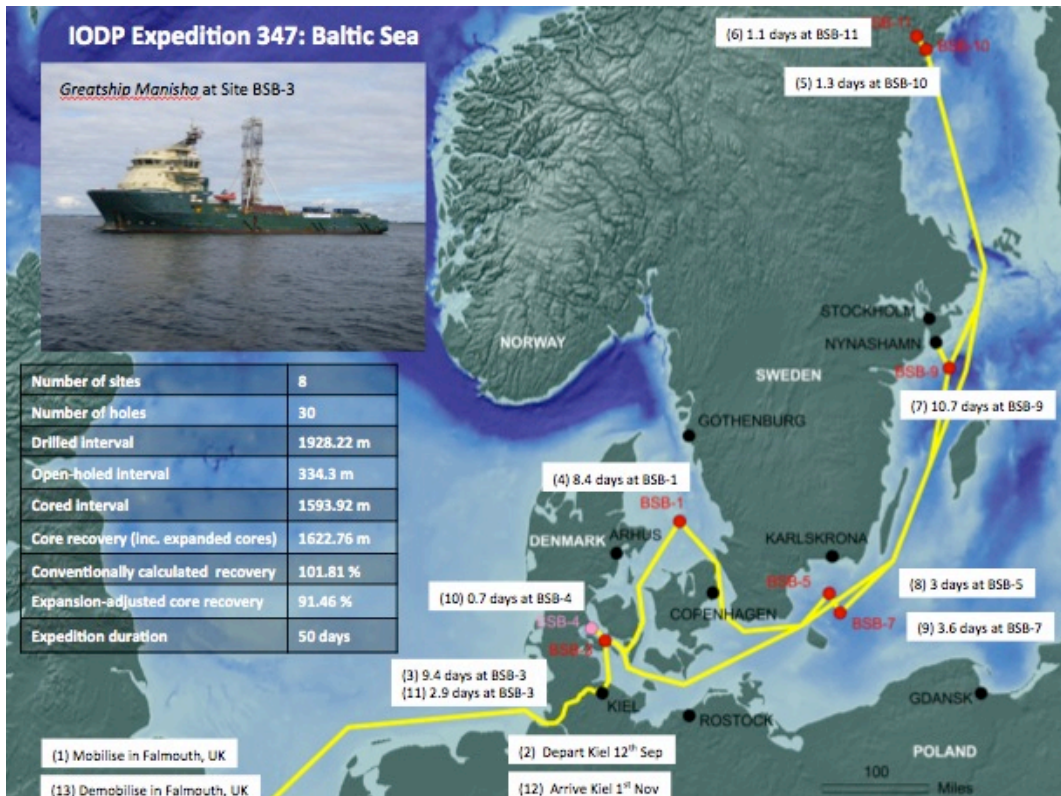 IODP Expedition 347: Baltic Sea
Greatship Manisha at Site BSB-3
(6) 1.1 days at BSB-11
BSB-11
BSB-10
(5) 1.3 days at BSB-10
NORWAY
STOCKHOLM
NYNASHAMN
BSB-9
SWEDEN
(7) 10.7 days at BSB-9
GOTHENBURG
Number of sites 8
Number of holes 30
Drilled interval 1928.22 m
Open-holed interval 334.3 m
Cored interval 1593.92 m
Core recovery (inc. expanded cores) 1622.76 m
Conventionally calculated recovery 101.81 %
Expansion-adjusted core recovery 91.46 %
Expedition duration 50 days
(4) 8.4 days at BSB-1
BSB-1
DENMARK
ARHUS
KARLSKRONA
BSB-5
(8) 3 days at BSB-5
COPENHAGEN
(10) 0.7 days at BSB-4
BSB-4
BSB-7
(9) 3.6 days at BSB-7
BSB-3
(3) 9.4 days at BSB-3
(11) 2.9 days at BSB-3
KIEL
ROSTOCK
GDANSK
POLAND
(1) Mobilise in Falmouth, UK
(2) Depart Kiel 12th Sep
100
Miles
(13) Demobilise in Falmouth, UK
(12) Arrive Kiel 1st Nov